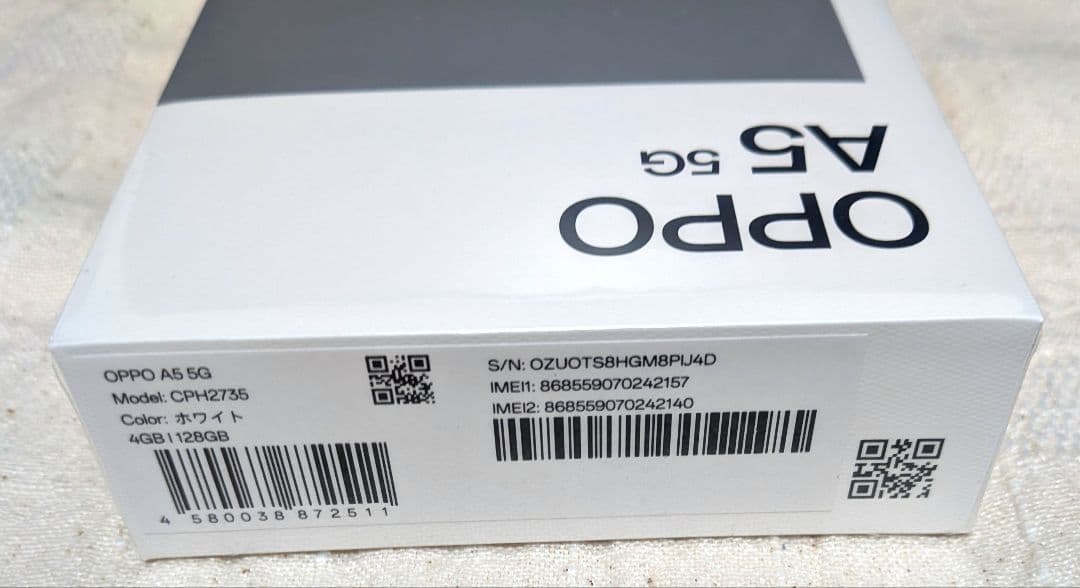 OPPO
A5 5G
OPPO A5 5G
Model: CPH2735
Color: ホワイト
4GB | 128GB
4 580038 872511
S/N: OZUOTS8HGM8PIJ4D
IMEI1: 868559070242157
IMEI2: 868559070242140